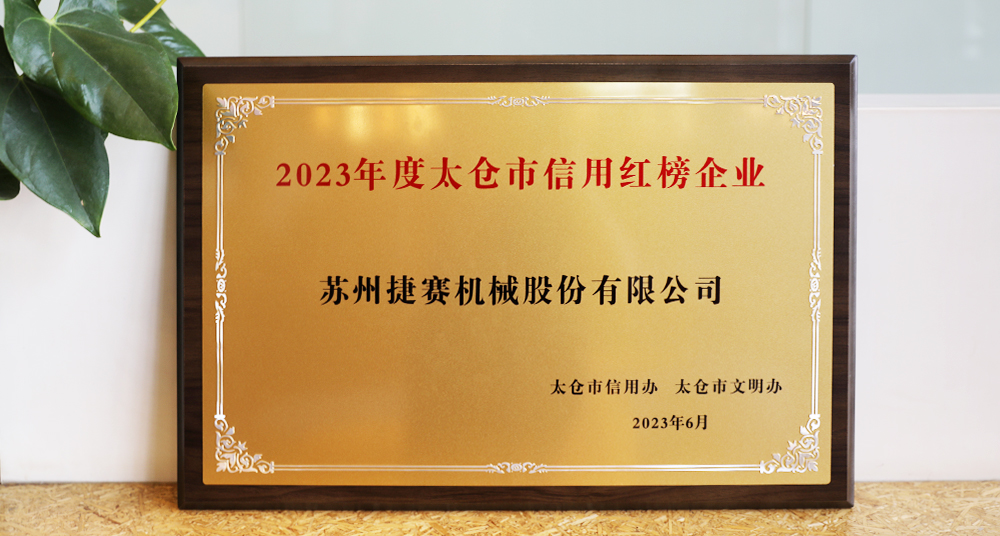 2023年度太仓市信用红榜企业
苏州捷赛机械股份有限公司
太仓市信用办 太仓市文明办
2023年6月